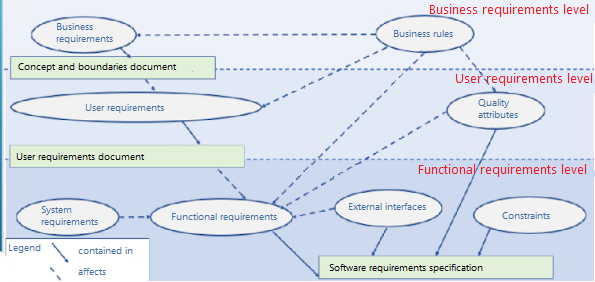 Business requirements level
Business
requirements
Business rules
Concept and boundaries document
User requirements level
User requirements
Quality
attributes
User requirements document
Functional requirements level
System
requirements
Functional requirements
External interfaces
Constraints
Legend
contained in
affects
Software requirements specification